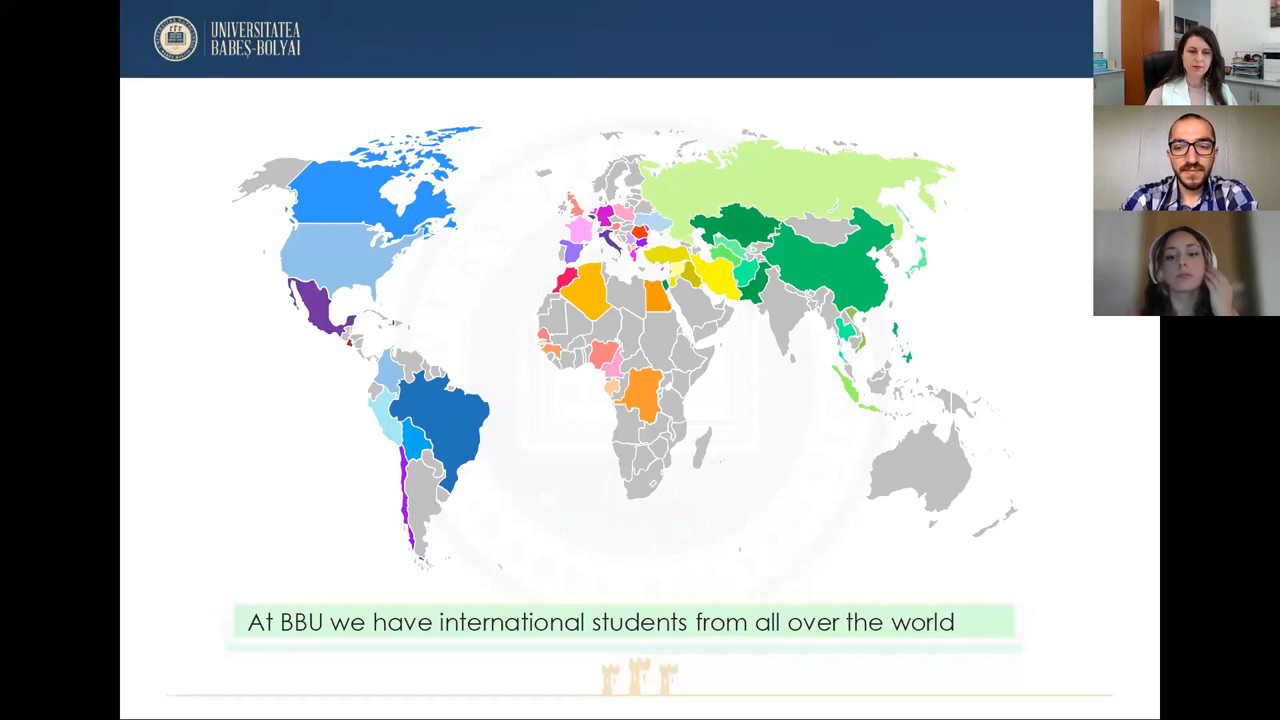 UNIVERSITATEA
BABEȘ-BOLYAI
At BBU we have international students from all over the world